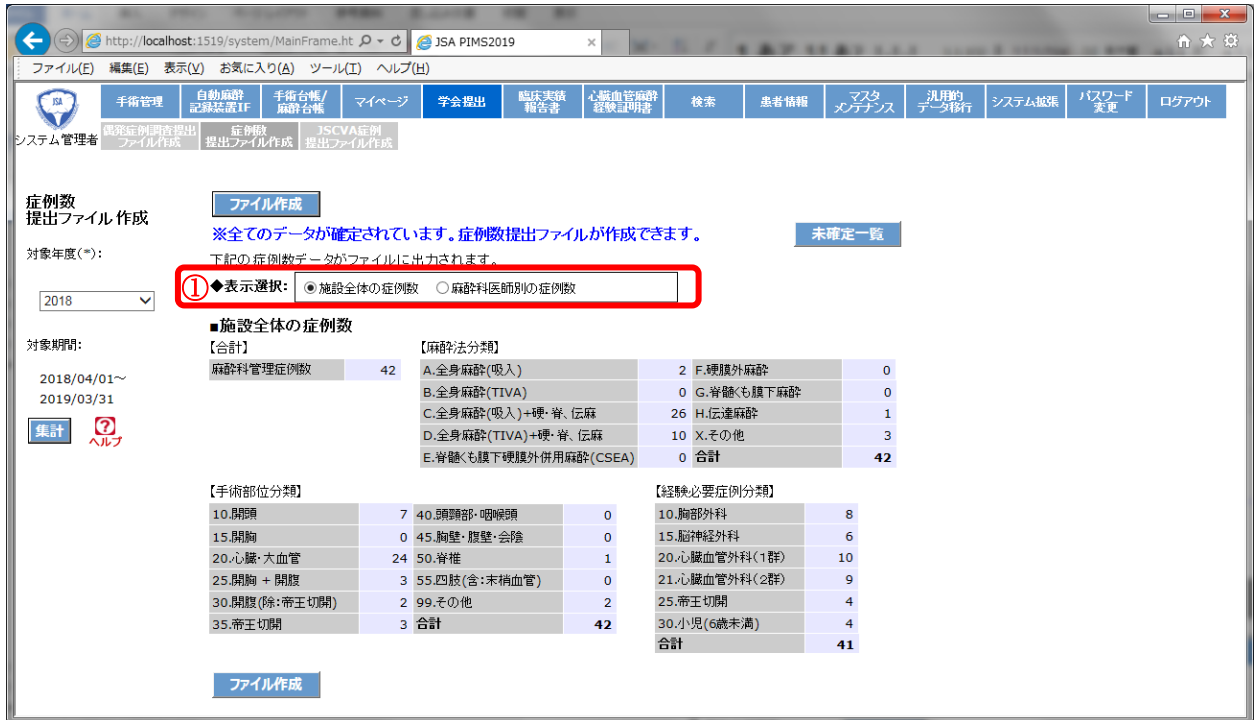 http://localhost:1519/system/MainFrame.ht
JSA PIMS2019
ファイル(F) 編集(E) 表示(V) お気に入り(A) ツール(T) ヘルプ(H)
JSA
システム管理者
手術管理
自動麻酔
記録装置IF
手術台帳/
麻酔台帳
マイページ
学会提出
臨床実績
報告書
心臓血管麻酔
経験証明書
検索
患者情報
マスタ
メンテナンス
汎用的
データ移行
システム拡張
パスワード
変更
ログアウト
偶発症例調査提出
ファイル作成
症例数
提出ファイル作成
JSCVA症例
提出ファイル作成
症例数
提出ファイル作成
対象年度(*):
2018
対象期間:
2018/04/01～
2019/03/31
集計
ヘルプ
ファイル作成
※全てのデータが確定されています。症例数提出ファイルが作成できます。
未確定一覧
下記の症例数データがファイルに出力されます。
① ◆表示選択: 施設全体の症例数 麻酔科医師別の症例数
■施設全体の症例数
【合計】
麻酔科管理症例数 42
【麻酔法分類】
A.全身麻酔(吸入) 2 F.硬膜外麻酔 0
B.全身麻酔(TIVA) 0 G.脊髄くも膜下麻酔 0
C.全身麻酔(吸入)+硬・脊、伝麻 26 H.伝達麻酔 1
D.全身麻酔(TIVA)+硬・脊、伝麻 10 X.その他 3
E.脊髄くも膜下硬膜外併用麻酔(CSEA) 0 合計 42
【手術部位分類】
10.開頭 7 40.頭頸部・咽喉頭 0
15.開胸 0 45.胸壁・腹壁・会陰 0
20.心臓・大血管 24 50.脊椎 1
25.開胸 + 開腹 3 55.四肢(含:末梢血管) 0
30.開腹(除:帝王切開) 2 99.その他 2
35.帝王切開 3 合計 42
【経験必要症例分類】
10.胸部外科 8
15.脳神経外科 6
20.心臓血管外科(1群) 10
21.心臓血管外科(2群) 9
25.帝王切開 4
30.小児(6歳未満) 4
合計 41
ファイル作成